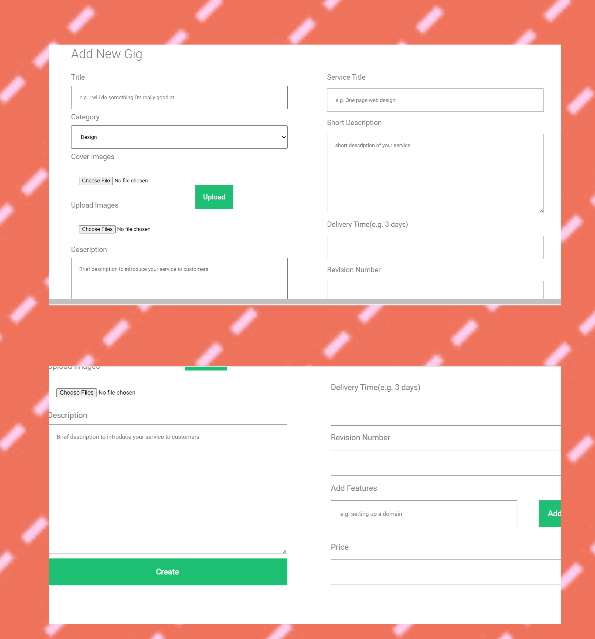 Add New Gig
Title
e.g. I will do something I'm really good at
Category
Design
Cover Images
Choose File No file chosen
Upload
Upload Images
Choose Files No file chosen
Description
Brief description to introduce your service to customers
Service Title
e.g. One page web design
Short Description
short description of your service
Delivery Time(e.g. 3 days)
Revision Number
Upload Images
Choose Files No file chosen
Description
Brief description to introduce your service to customers
Create
Delivery Time(e.g. 3 days)
Revision Number
Add Features
e.g. setting up a domain
Add
Price